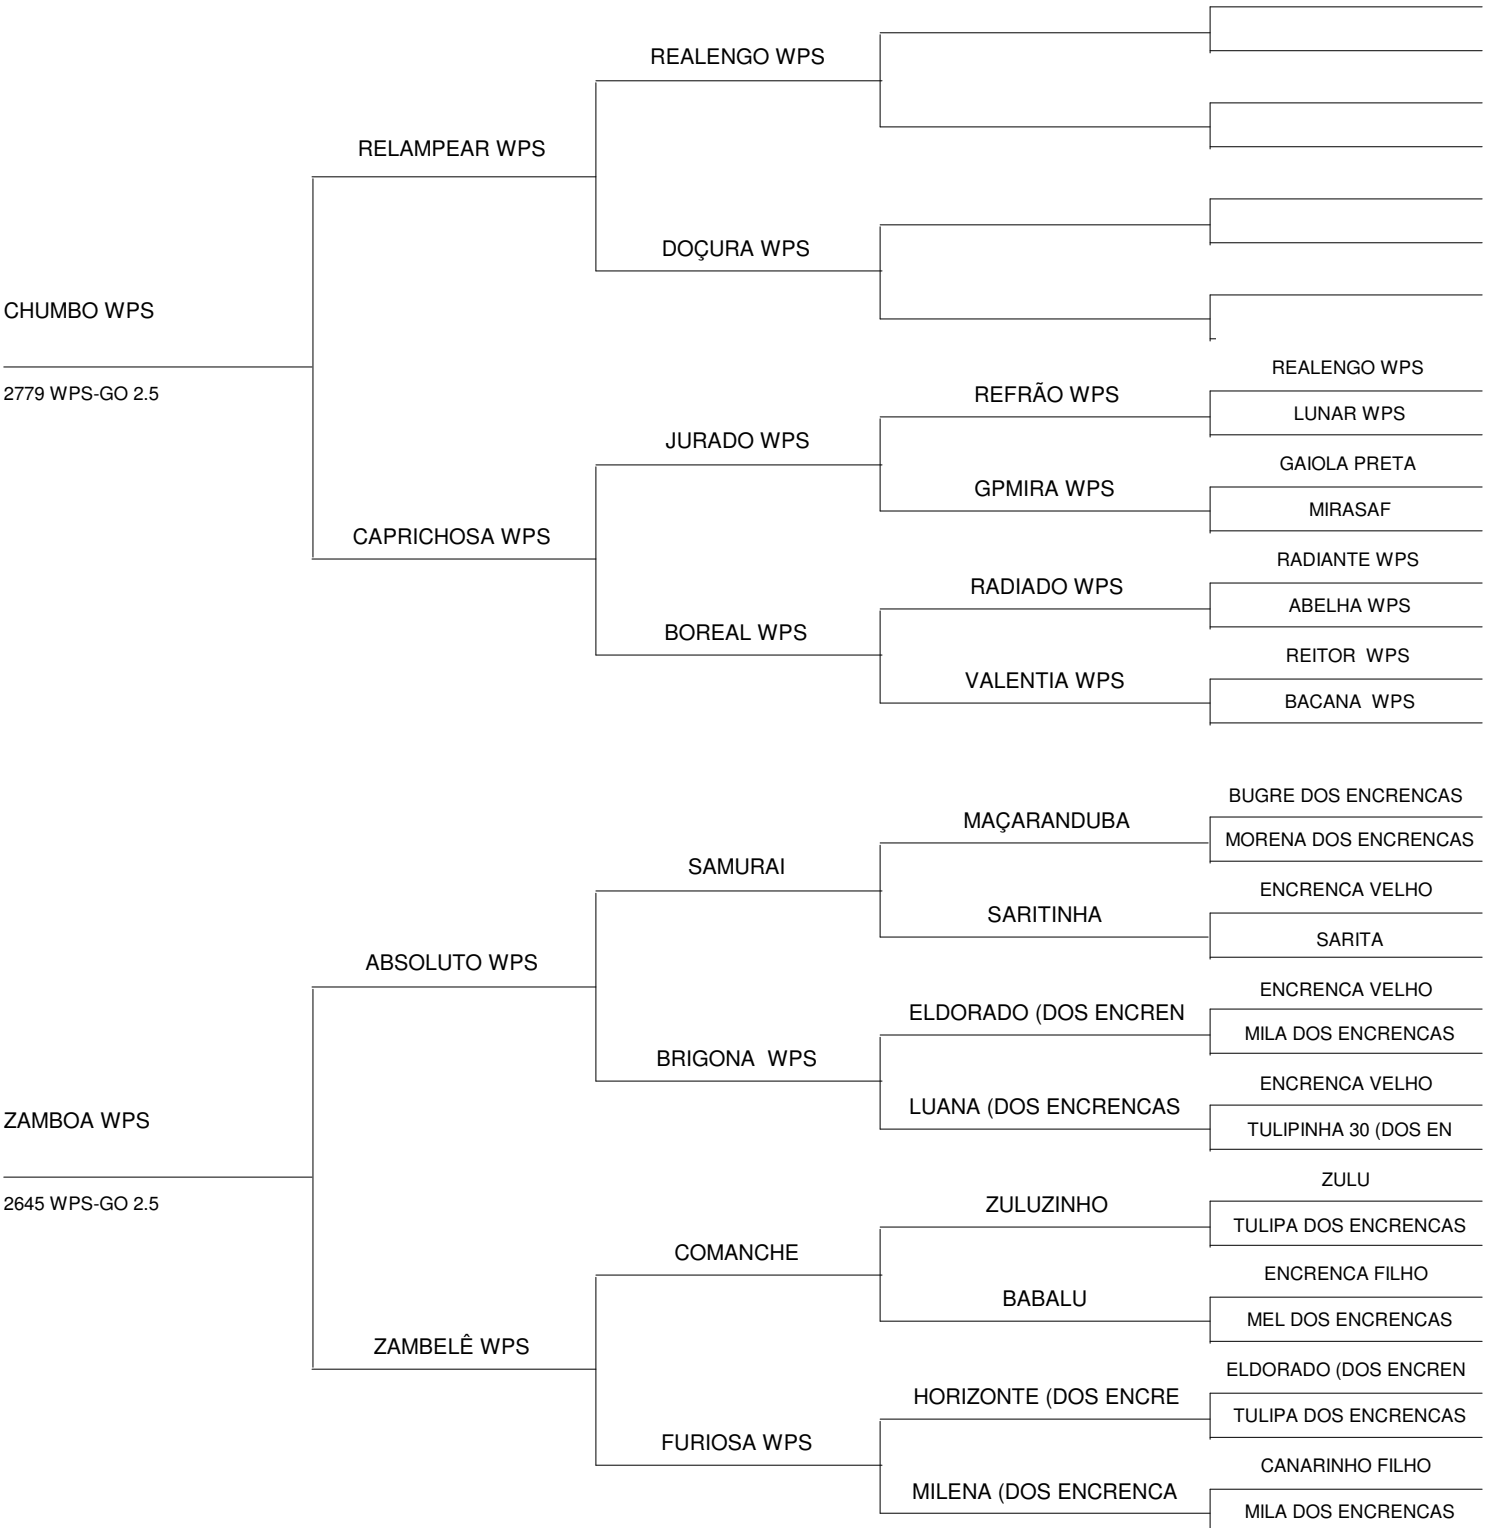 REALENGO WPS
RELAMPEAR WPS
DOÇURA WPS
CHUMBO WPS
2779 WPS-GO 2.5
REALENGO WPS
REFRÃO WPS
LUNAR WPS
JURADO WPS
GAIOLA PRETA
GPMIRA WPS
MIRASAF
CAPRICHOSA WPS
RADIANTE WPS
RADIADO WPS
ABELHA WPS
BOREAL WPS
REITOR  WPS
VALENTIA WPS
BACANA  WPS
BUGRE DOS ENCRENCAS
MAÇARANDUBA
MORENA DOS ENCRENCAS
SAMURAI
ENCRENCA VELHO
SARITINHA
SARITA
ABSOLUTO WPS
ENCRENCA VELHO
ELDORADO (DOS ENCREN
MILA DOS ENCRENCAS
BRIGONA  WPS
ENCRENCA VELHO
LUANA (DOS ENCRENCAS
TULIPINHA 30 (DOS EN
ZAMBOA WPS
2645 WPS-GO 2.5
ZULU
ZULUZINHO
TULIPA DOS ENCRENCAS
COMANCHE
ENCRENCA FILHO
BABALU
MEL DOS ENCRENCAS
ZAMBELÊ WPS
ELDORADO (DOS ENCREN
HORIZONTE (DOS ENCRE
TULIPA DOS ENCRENCAS
FURIOSA WPS
CANARINHO FILHO
MILENA (DOS ENCRENCA
MILA DOS ENCRENCAS